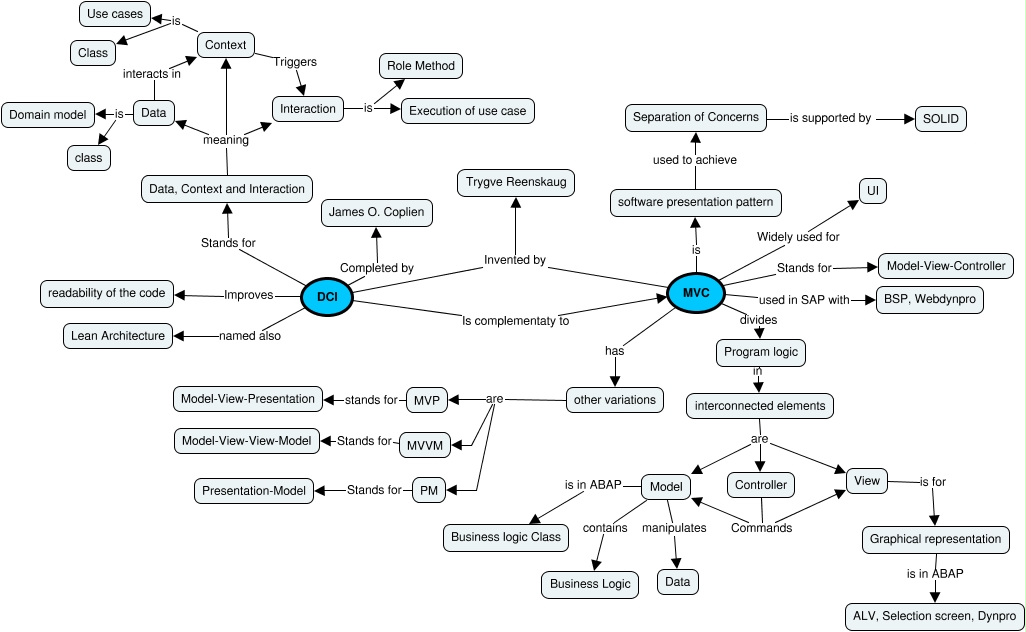 Use cases
is
Class
Context
Triggers
interacts in
Role Method
Domain model
is
Data
Interaction
is
Execution of use case
class
meaning
Data, Context and Interaction
Trygve Reenskaug
James O. Coplien
Stands for
Completed by
Invented by
Separation of Concerns
is supported by
SOLID
used to achieve
software presentation pattern
UI
Widely used for
is
Stands for
Model-View-Controller
readability of the code
Improves
DCI
MVC
used in SAP with
BSP, Webdynpro
Lean Architecture
named also
Is complementaty to
divides
has
Program logic
in
Model-View-Presentation
stands for
MVP
are
other variations
interconnected elements
Model-View-View-Model
Stands for
MVVM
are
Presentation-Model
Stands for
PM
is in ABAP
Model
Controller
View
is for
Business logic Class
contains
manipulates
Commands
Graphical representation
Business Logic
Data
is in ABAP
ALV, Selection screen, Dynpro